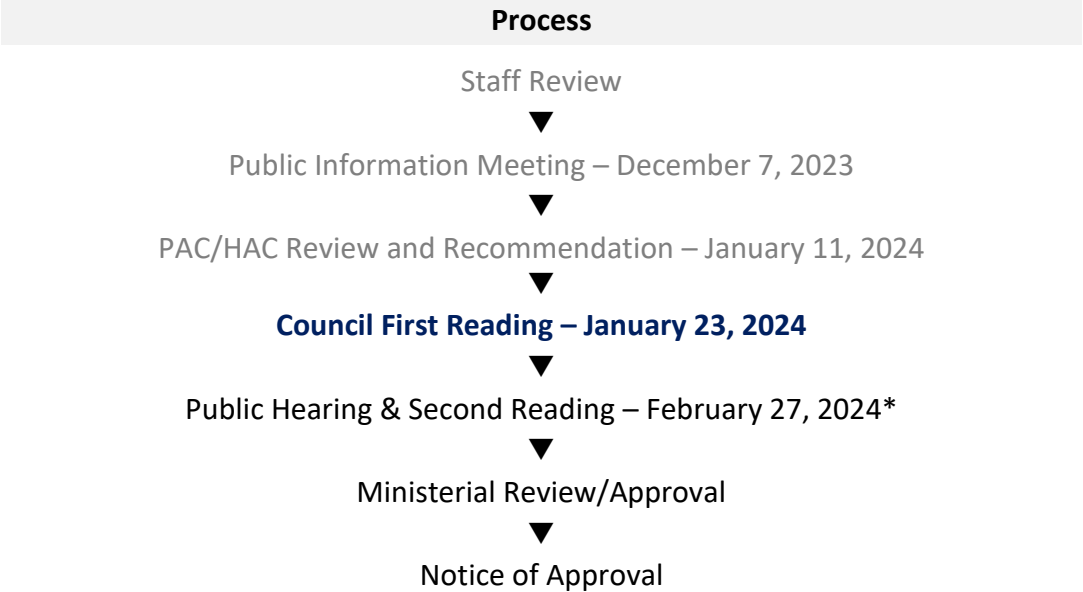 Process
Staff Review
Public Information Meeting – December 7, 2023
PAC/HAC Review and Recommendation – January 11, 2024
Council First Reading – January 23, 2024
Public Hearing & Second Reading – February 27, 2024*
Ministerial Review/Approval
Notice of Approval